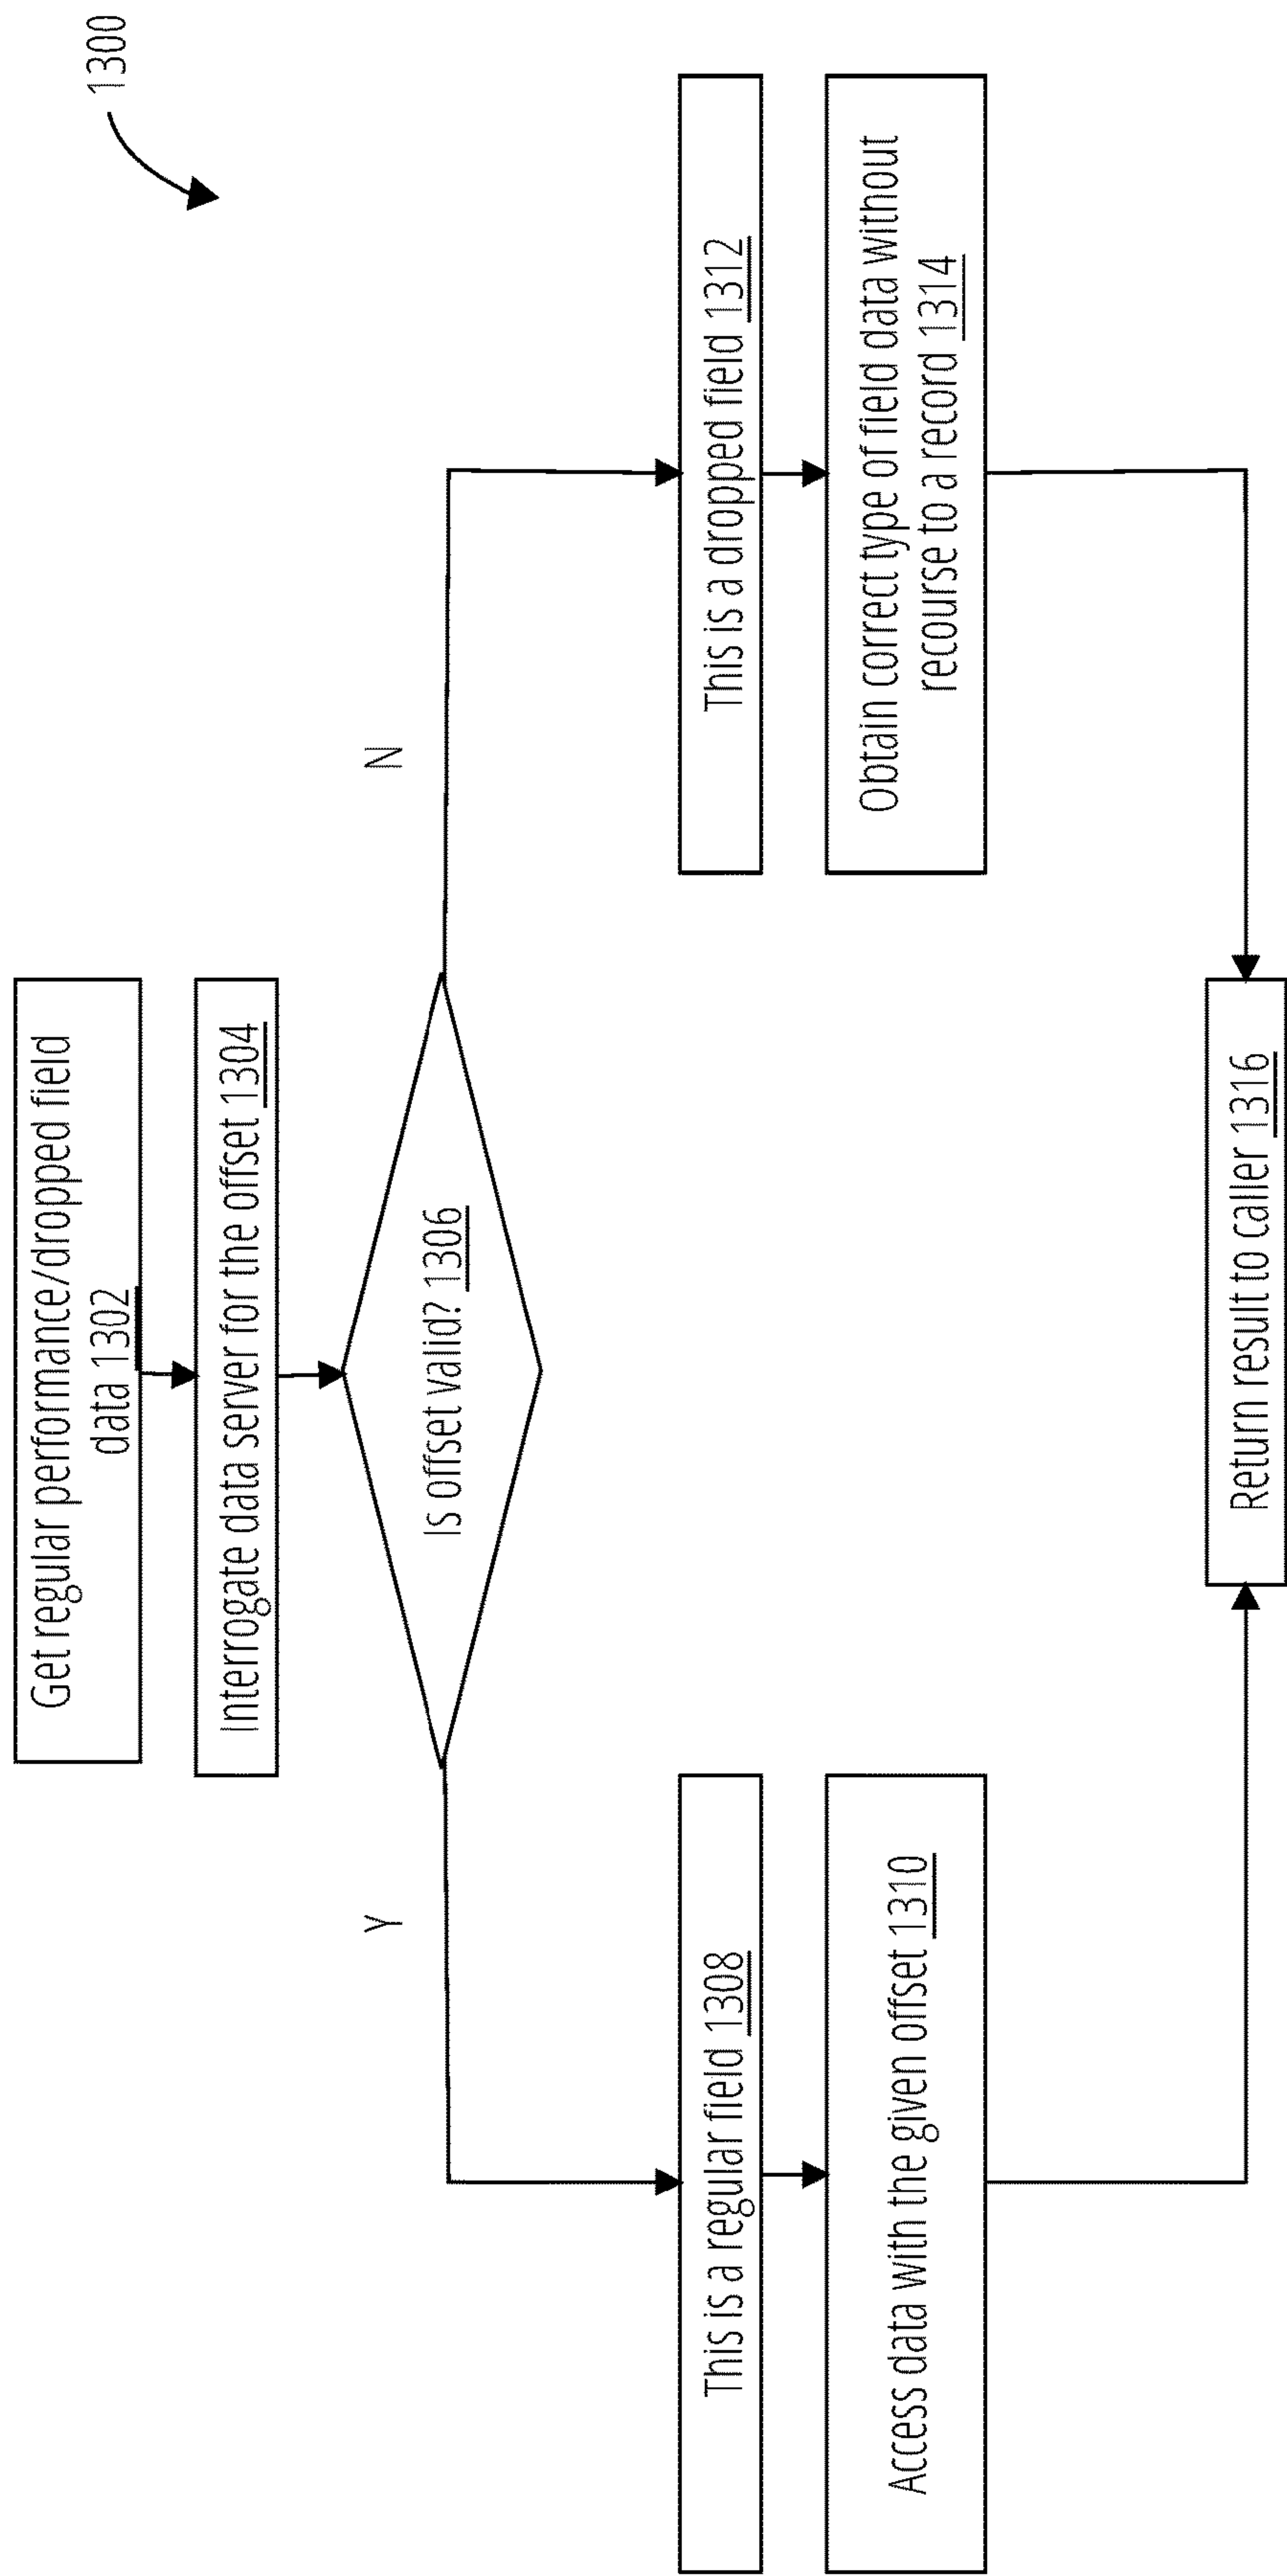 1300
Get regular performance/dropped field
data 1302
Interrogate data server for the offset 1304
Is offset valid? 1306
Y
N
This is a regular field 1308
Access data with the given offset 1310
This is a dropped field 1312
Obtain correct type of field data without
recourse to a record 1314
Return result to caller 1316